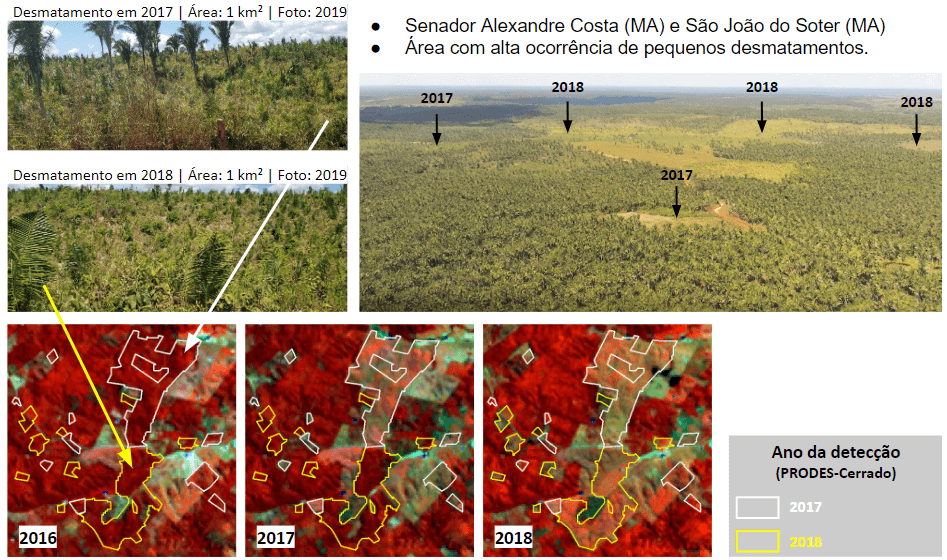 Desmatamento em 2017 | Área: 1 km² | Foto: 2019
● Senador Alexandre Costa (MA) e São João do Soter (MA)
● Área com alta ocorrência de pequenos desmatamentos.
2017
2018
2018
2018
2017
Desmatamento em 2018 | Área: 1 km² | Foto: 2019
2016
2017
2018
Ano da detecção
(PRODES-Cerrado)
2017
2018